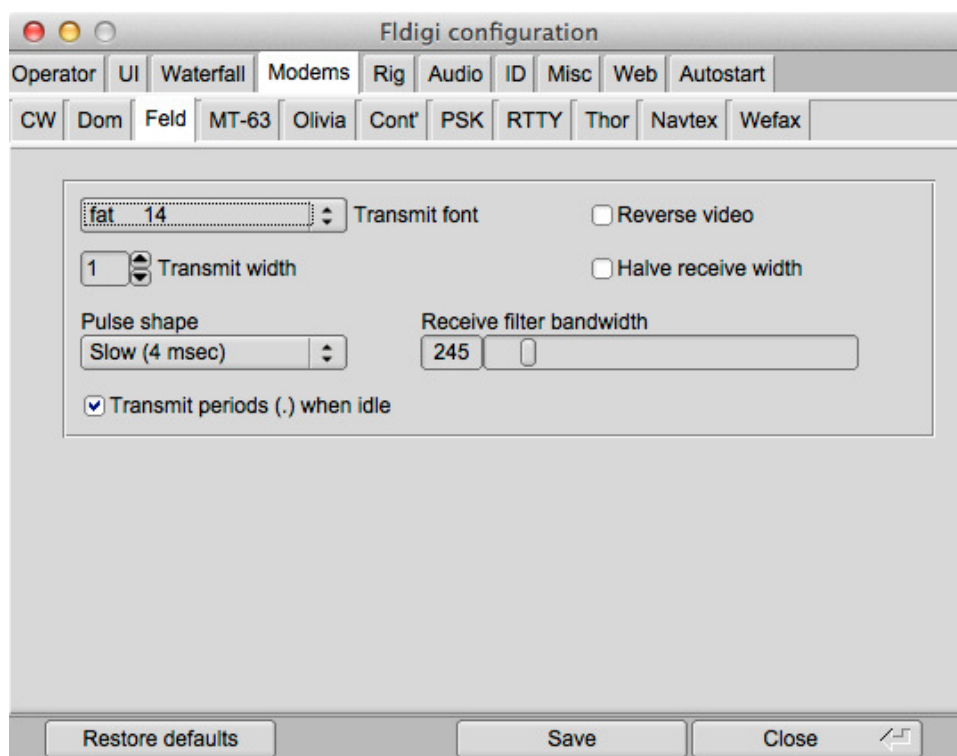 Fldigi configuration
Operator UI Waterfall Modems Rig Audio ID Misc Web Autostart
CW Dom Feld MT-63 Olivia Cont' PSK RTTY Thor Navtex Wefax
fat 14 Transmit font Reverse video
1 Transmit width Halve receive width
Pulse shape Receive filter bandwidth
Slow (4 msec) 245
Transmit periods (.) when idle
Restore defaults Save Close